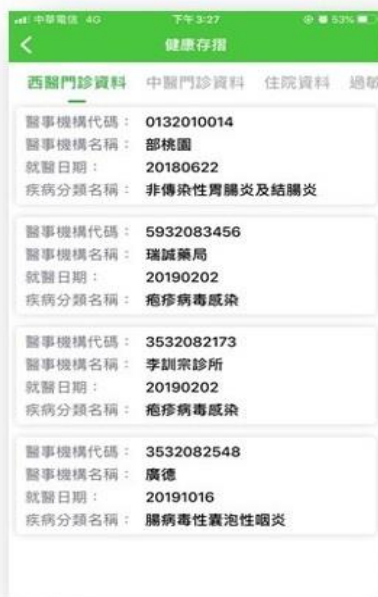 中華電信 4G 下午3:27 53%
健康存摺
西醫門診資料 中醫門診資料 住院資料 過敏
醫事機構代碼： 0132010014
醫事機構名稱： 部桃園
就醫日期： 20180622
疾病分類名稱： 非傳染性胃腸炎及結腸炎
醫事機構代碼： 5932083456
醫事機構名稱： 瑞誠藥局
就醫日期： 20190202
疾病分類名稱： 疱疹病毒感染
醫事機構代碼： 3532082173
醫事機構名稱： 李訓宗診所
就醫日期： 20190202
疾病分類名稱： 疱疹病毒感染
醫事機構代碼： 3532082548
醫事機構名稱： 廣德
就醫日期： 20191016
疾病分類名稱： 腸病毒性囊泡性咽炎